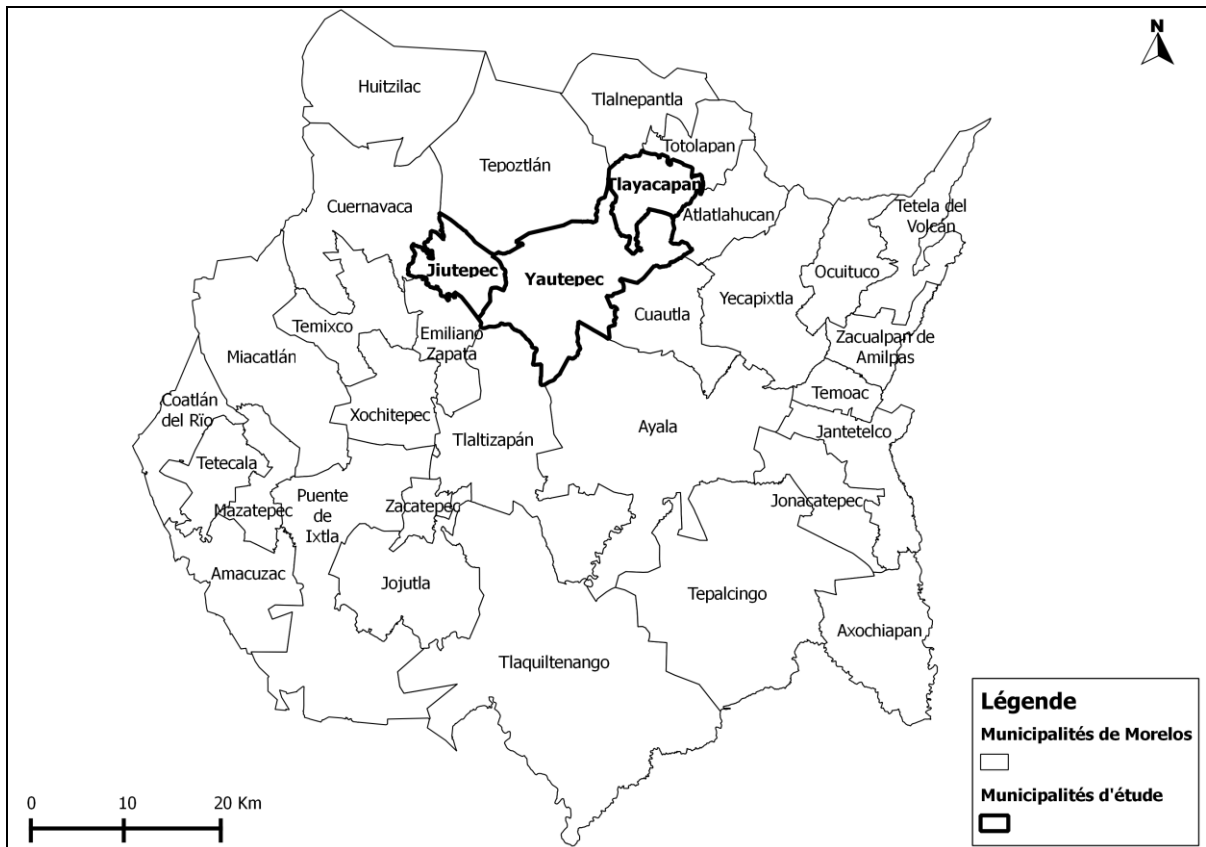 N
Huitzilac
Tlalnepantla
Totolapan
Tepoztlán
Tlayacapan
Cuernavaca
Atlatlahucan
Tetela del
Volcán
Jiutepec
Yautepec
Ocuituco
Yecapixtla
Cuautla
Temixco
Emiliano
Zapata
Zacualpan de
Amilpas
Miacatlán
Temoac
Coatlán
del Rïo
Xochitepec
Tlaltizapán
Ayala
Jantetelco
Tetecala
Mazatepec
Puente
de
Ixtla
Zacatepec
Jonacatepec
Amacuzac
Jojutla
Tepalcingo
Axochiapan
Tlaquiltenango
Légende
Municipalités de Morelos
Municipalités d'étude
0 10 20 Km